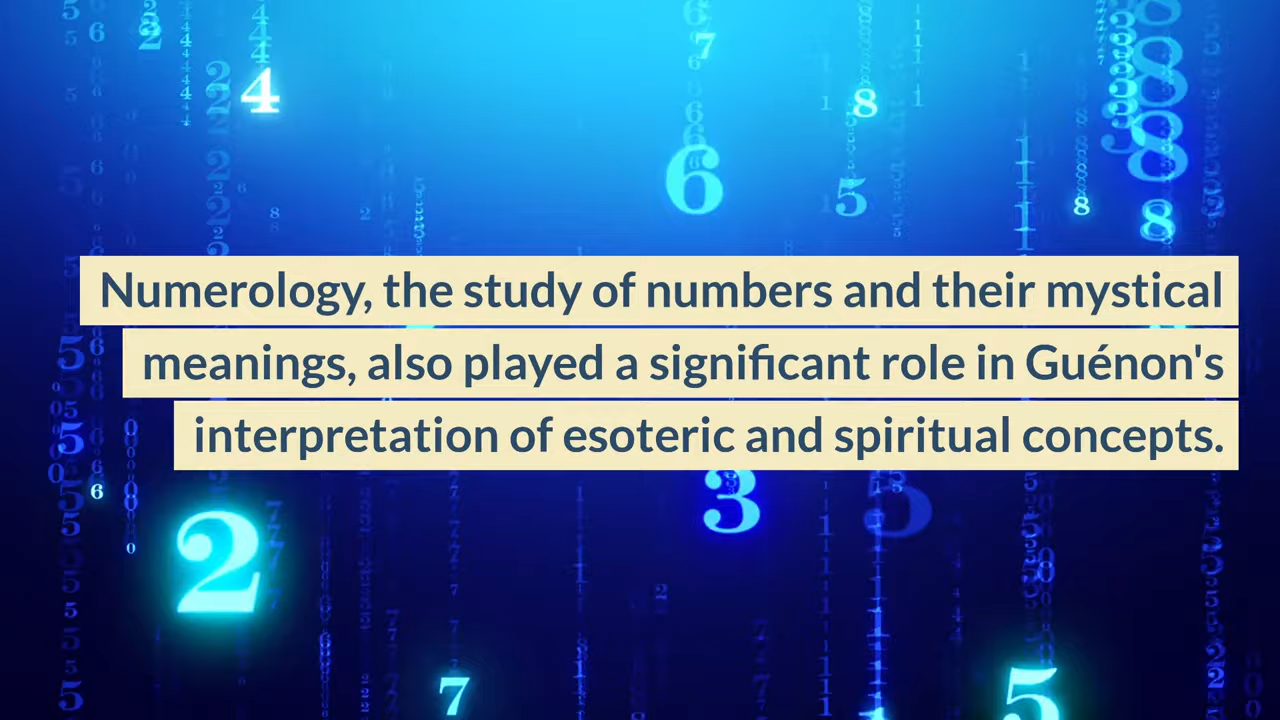 Numerology, the study of numbers and their mystical
meanings, also played a significant role in Guénon's
interpretation of esoteric and spiritual concepts.